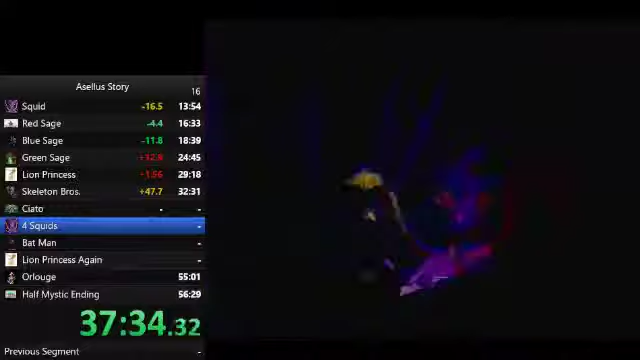 Asellus Story
16
Squid -16.5 13:54
Red Sage -4.4 16:33
Blue Sage -11.8 18:39
Green Sage +12.9 24:45
Lion Princess +1.56 29:18
Skeleton Bros. +47.7 32:31
Ciato - -
4 Squids -
Bat Man -
Lion Princess Again -
Orlouge 55:01
Half Mystic Ending 56:29
37:34.32
Previous Segment -